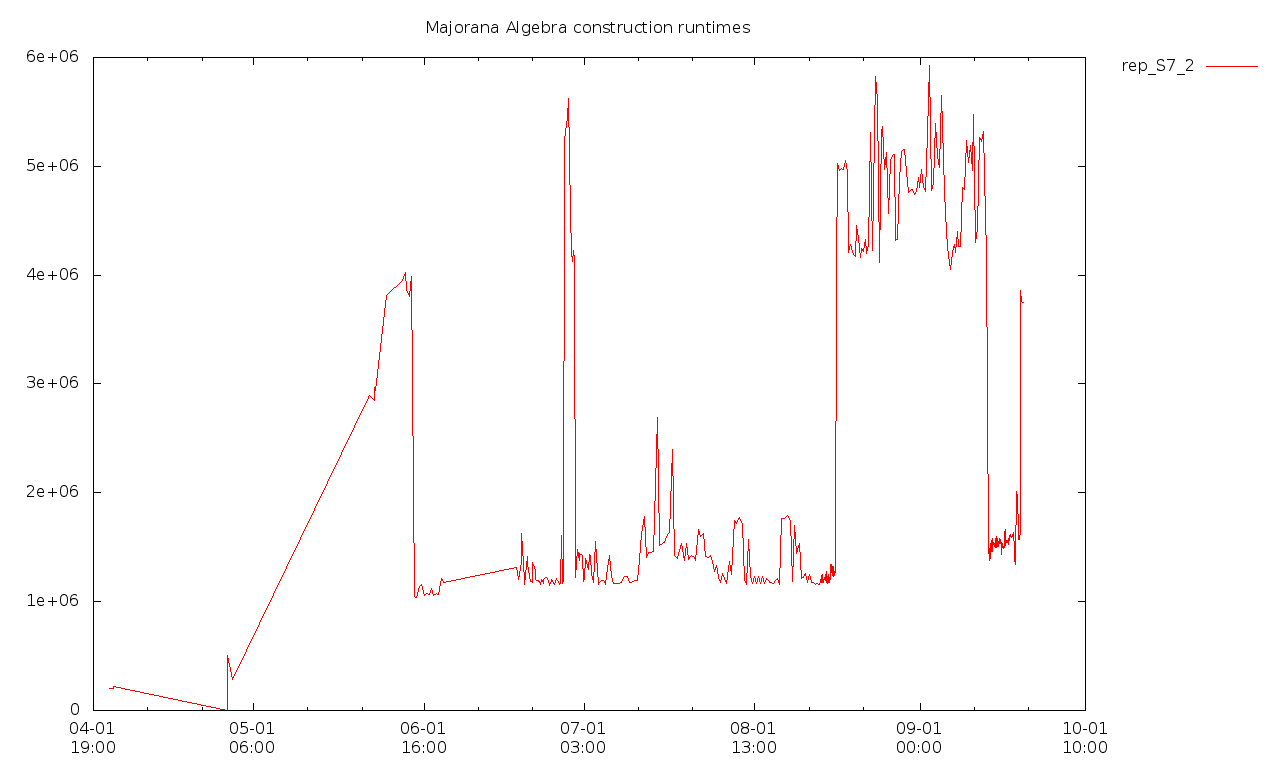 Majorana Algebra construction runtimes
6e+06
rep_S7_2
5e+06
4e+06
3e+06
2e+06
1e+06
0
04-01 05-01 06-01 07-01 08-01 09-01 10-01
19:00 06:00 16:00 03:00 13:00 00:00 10:00